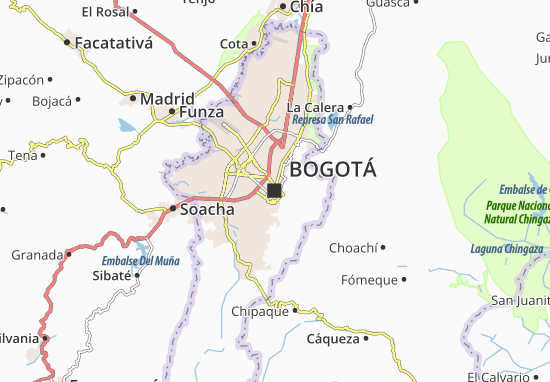 Chía
Guasca
El Rosal
Tenjo
Facatativá
Cota
Zipacón
Bojacá
Madrid
Funza
La Calera
Represa San Rafael
Tena
BOGOTÁ
Embalse de
Parque Naciona
Natural Chingaz
Soacha
Choachí
Laguna Chingaza
Granada
Embalse Del Muña
Sibaté
Fómeque
San Juanit
Chipaque
Cáqueza
ilvania
El Calvario